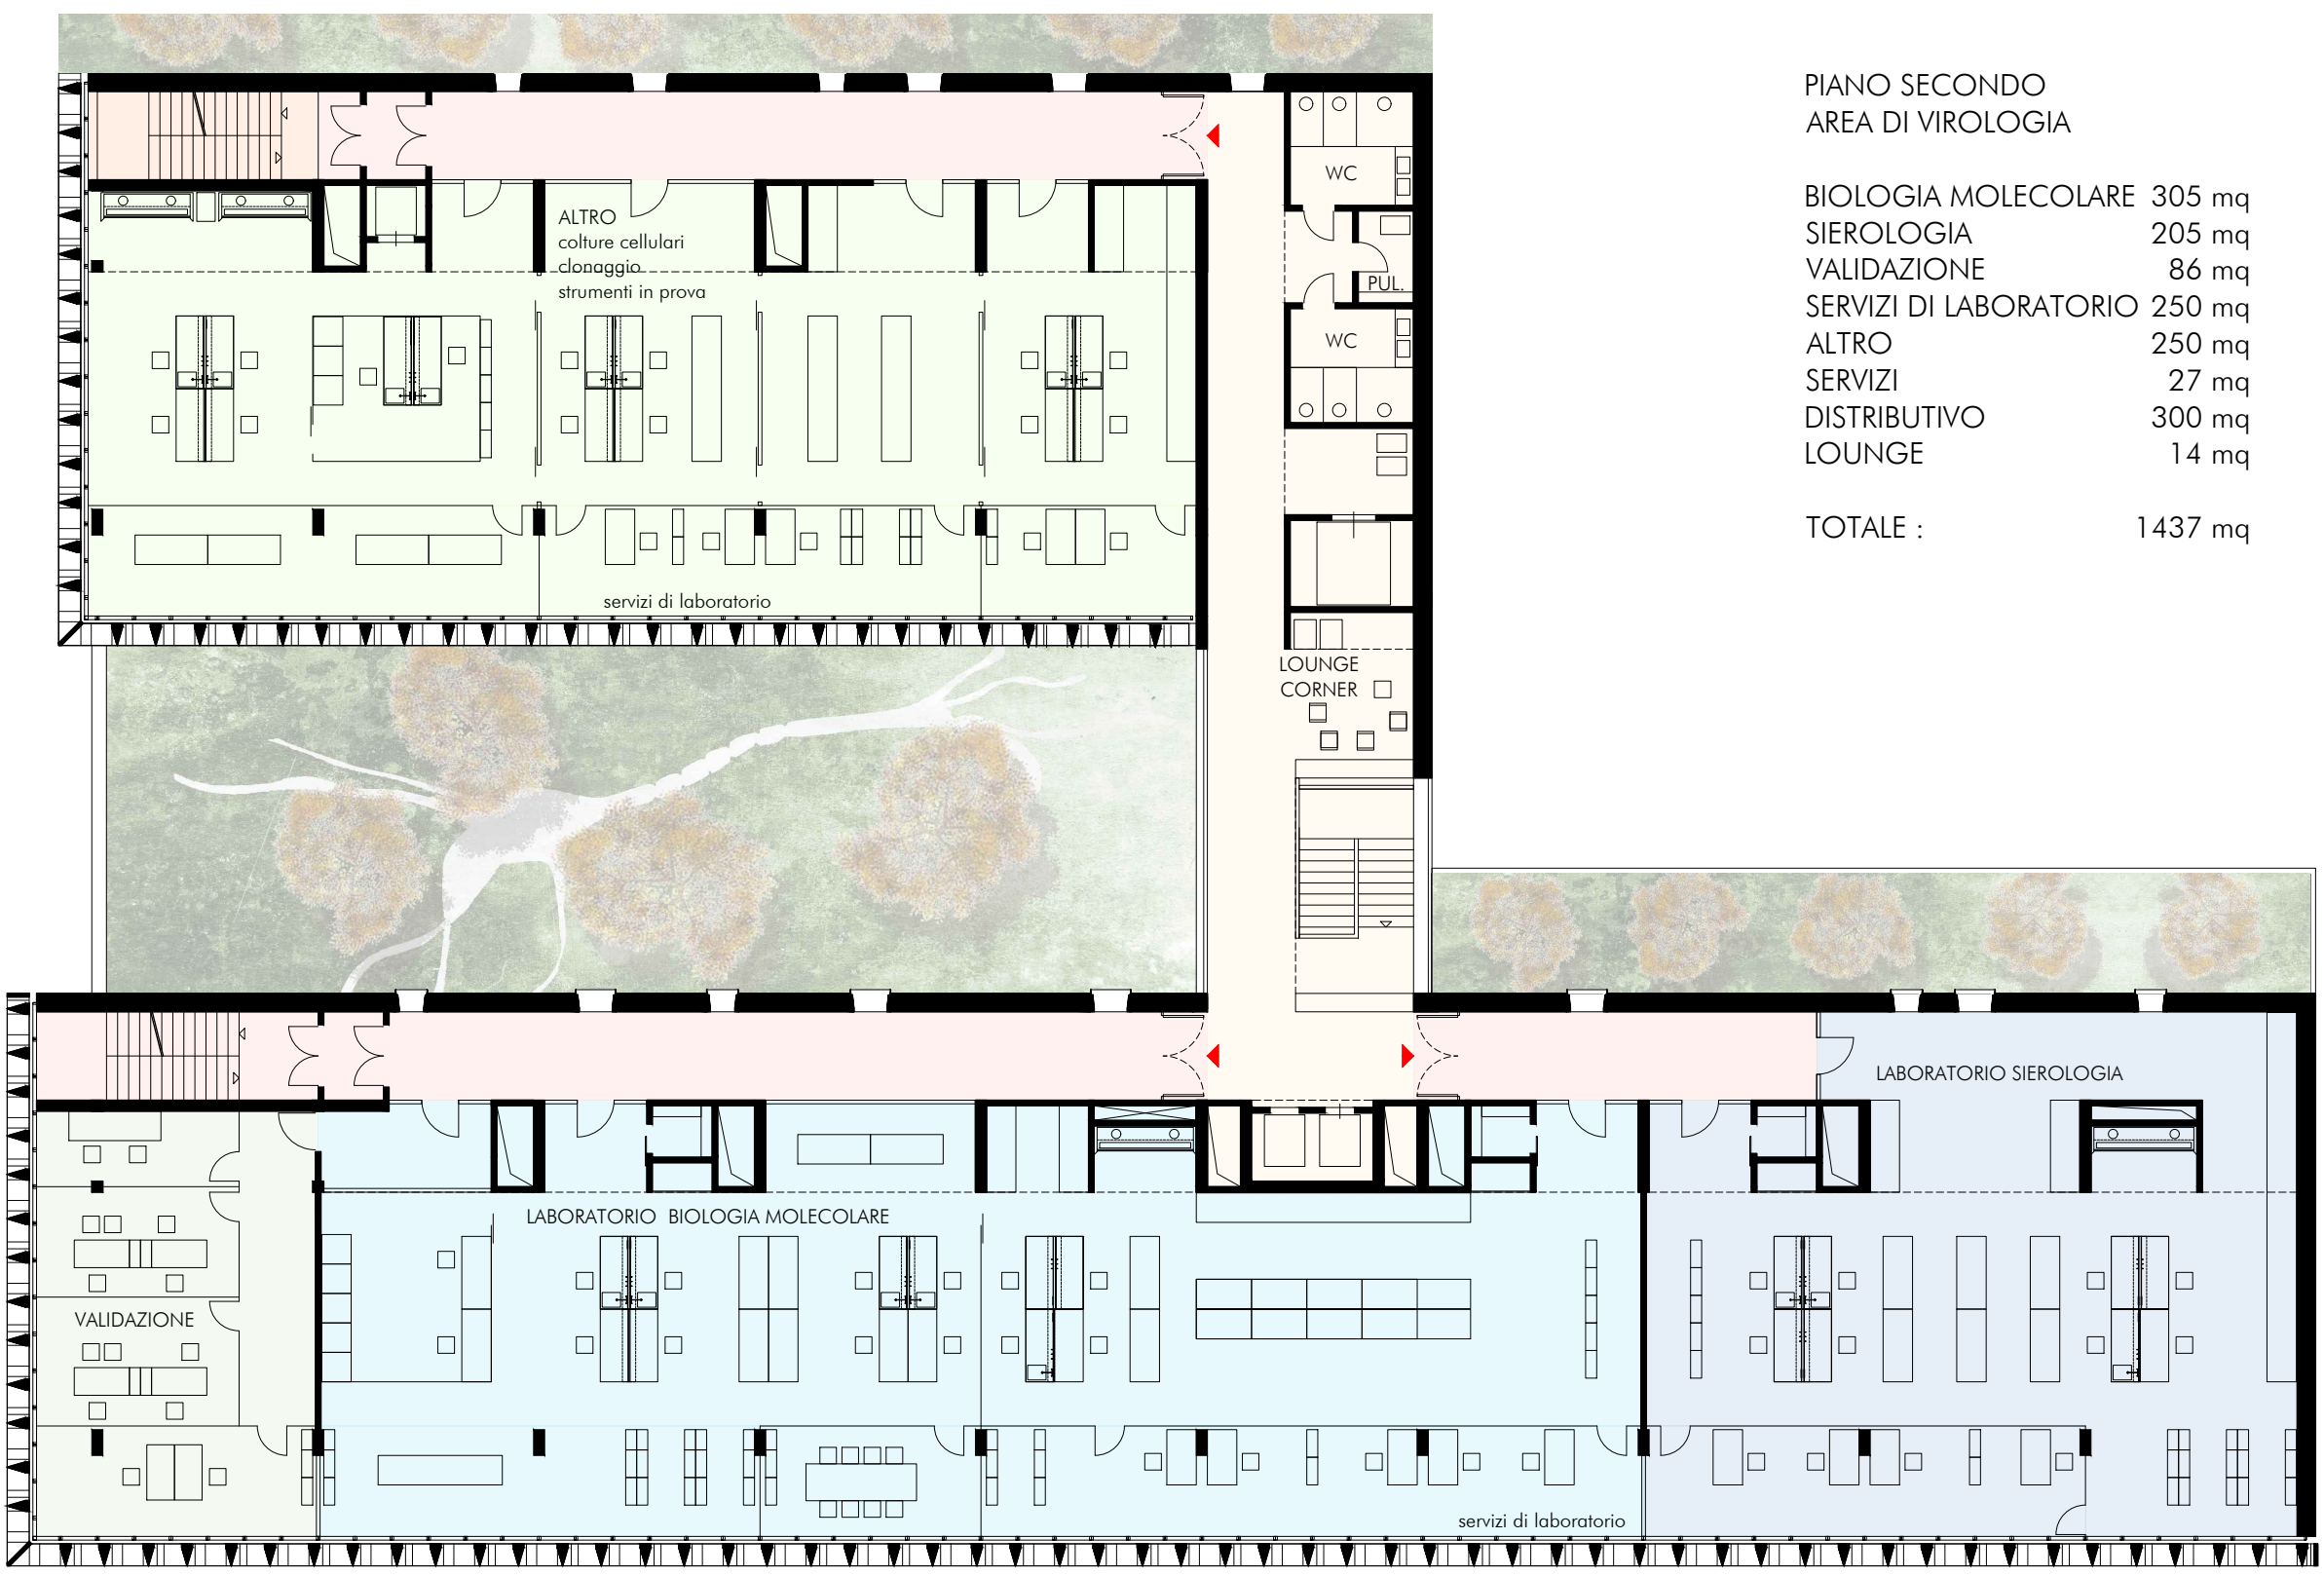 PIANO SECONDO
AREA DI VIROLOGIA
BIOLOGIA MOLECOLARE 305 mq
SIEROLOGIA 205 mq
VALIDAZIONE 86 mq
SERVIZI DI LABORATORIO 250 mq
ALTRO 250 mq
SERVIZI 27 mq
DISTRIBUTIVO 300 mq
LOUNGE 14 mq
TOTALE : 1437 mq
WC
ALTRO
colture cellulari
clonaggio
strumenti in prova
PUL.
WC
servizi di laboratorio
LOUNGE
CORNER
LABORATORIO SIEROLOGIA
LABORATORIO BIOLOGIA MOLECOLARE
VALIDAZIONE
servizi di laboratorio